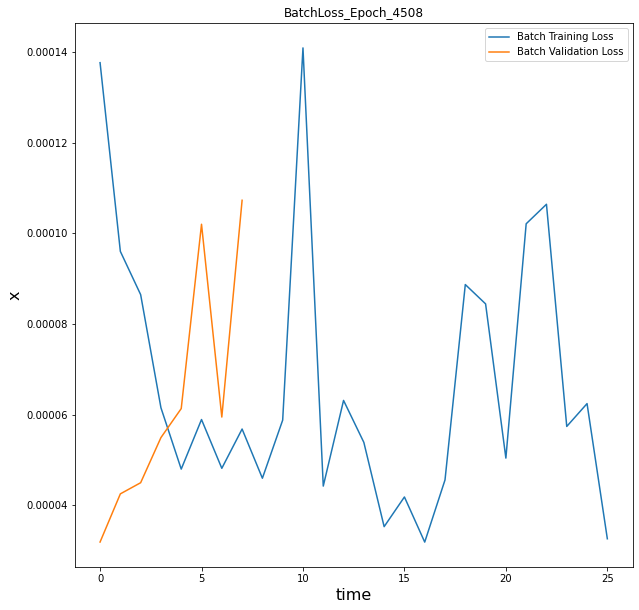 BatchLoss_Epoch_4508
Batch Training Loss
Batch Validation Loss
0.00014
0.00012
0.00010
0.00008
0.00006
0.00004
x
0 5 10 15 20 25
time